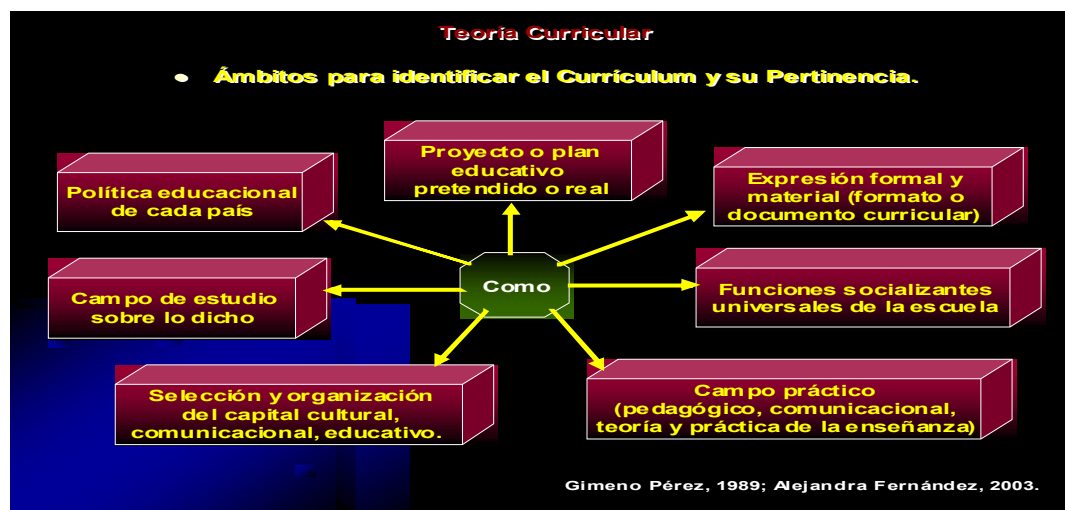 Teoría Curricular
● Ámbitos para identificar el Currículum y su Pertinencia.
Proyecto o plan
educativo
pretendido o real
Política educacional
de cada país
Expresión formal y
material (formato o
documento curricular)
Como
Campo de estudio
sobre lo dicho
Funciones socializantes
universales de la escuela
Selección y organización
del capital cultural,
comunicacional, educativo.
Campo práctico
(pedagógico, comunicacional,
teoría y práctica de la enseñanza)
Gimeno Pérez, 1989; Alejandra Fernández, 2003.